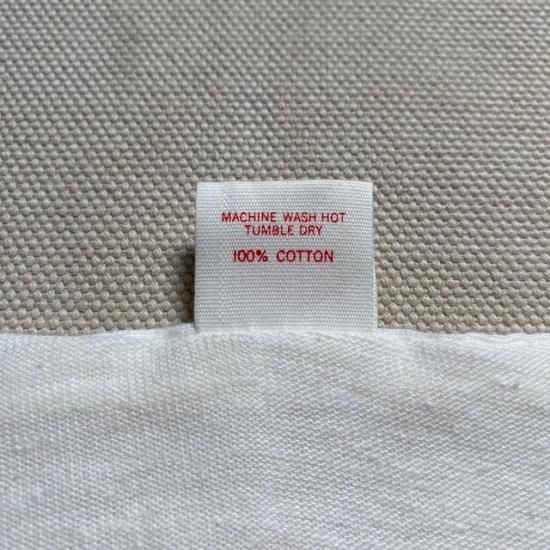 MACHINE WASH HOT
TUMBLE DRY
100% COTTON